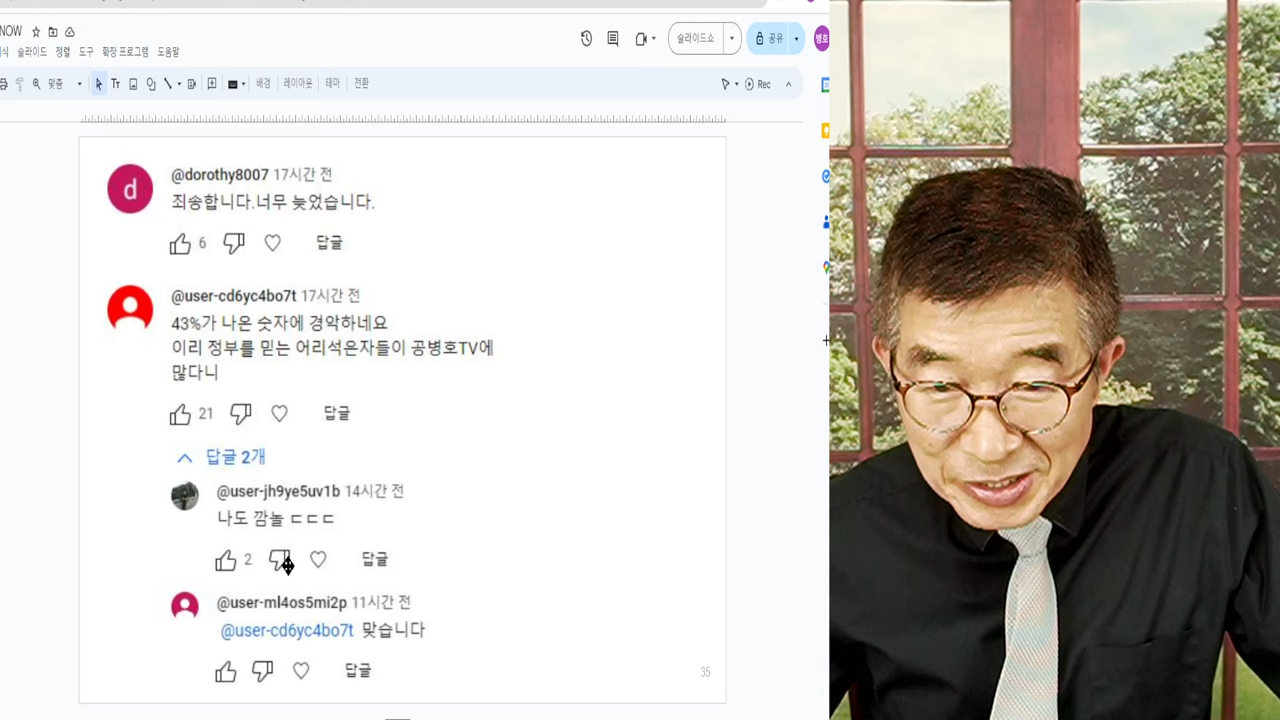 NOW
슬라이드 정렬 도구 확장 프로그램 도움말
슬라이드쇼
공유
병호
맞춤
Tт
배경 레이아웃 테마 전환
Rec
d
@dorothy8007 17시간 전
죄송합니다.너무 늦었습니다.
6 답글
@user-cd6yc4bo7t 17시간 전
43%가 나온 숫자에 경악하네요
이리 정부를 믿는 어리석은자들이 공병호TV에
많다니
21 답글
답글 2개
@user-jh9ye5uv1b 14시간 전
나도 깜놀 ㄷㄷㄷ
2 답글
@user-ml4os5mi2p 11시간 전
@user-cd6yc4bo7t 맞습니다
답글
35